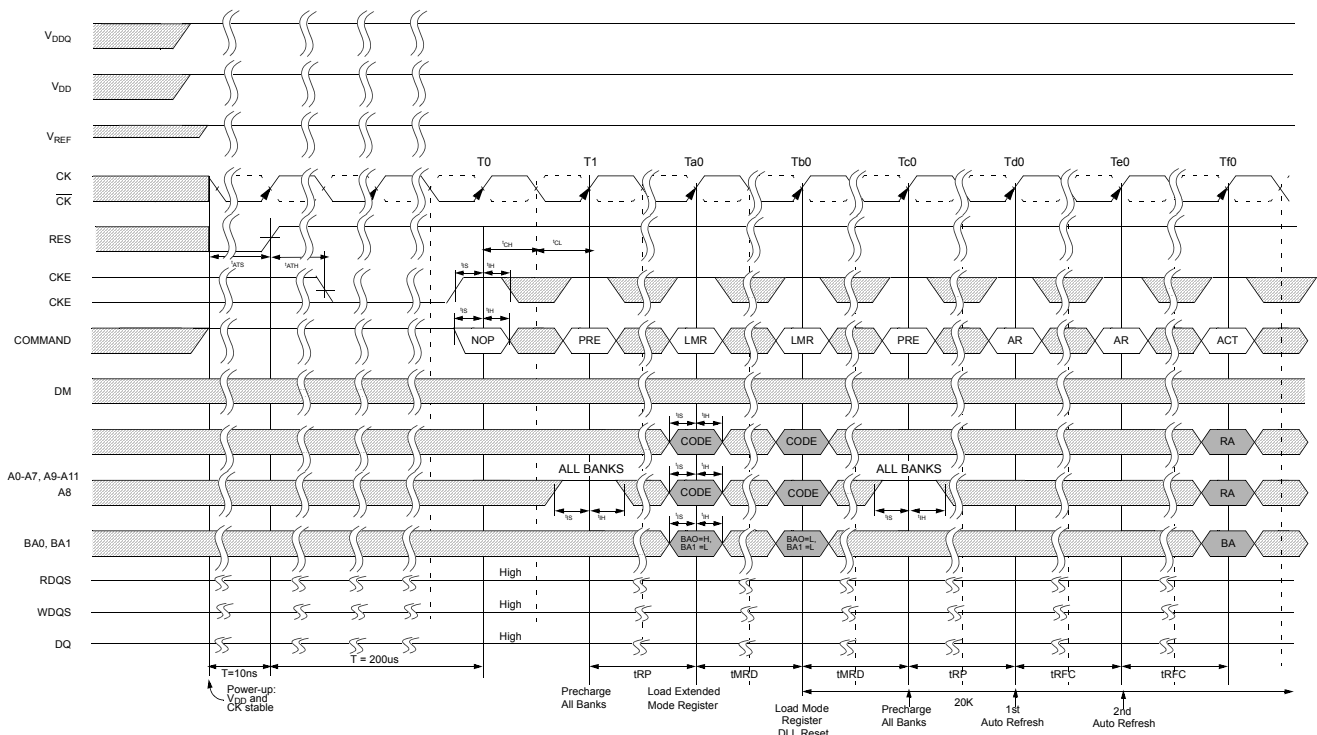 VDDQ
VDD
VREF
T0 T1 Ta0 Tb0 Tc0 Td0 Te0 Tf0
CK
CK
RES
tCH tCL
tATS tATH
CKE
tIS tIH
CKE
tIS tIH
COMMAND NOP PRE LMR LMR PRE AR AR ACT
DM
tIS tIH
CODE CODE RA
A0-A7, A9-A11 ALL BANKS tIS tIH ALL BANKS
A8 CODE CODE RA
tIS tIH tIS tIH
tIS tIH
BA0, BA1 BAO=H, BA1 =L BAO=L, BA1 =L BA
RDQS High
WDQS High
DQ High
T=10ns T = 200us tRP tMRD tMRD tRP tRFC tRFC
Power-up:
VDD and
CK stable
Precharge
All Banks
Load Extended
Mode Register
Load Mode
Register
DLL Reset
Precharge
All Banks
20K
1st
Auto Refresh
2nd
Auto Refresh